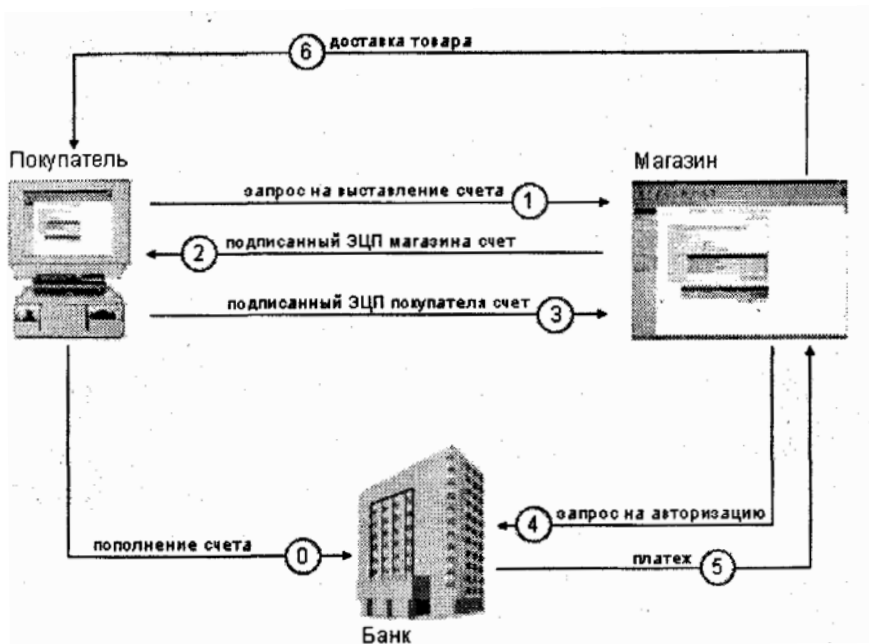 6 доставка товара
Покупатель
Магазин
запрос на выставление счета 1
2 подписанный ЭЦП магазина счет
подписанный ЭЦП покупателя счет 3
4 запрос на авторизацию
пополнение счета 0
платеж 5
Банк